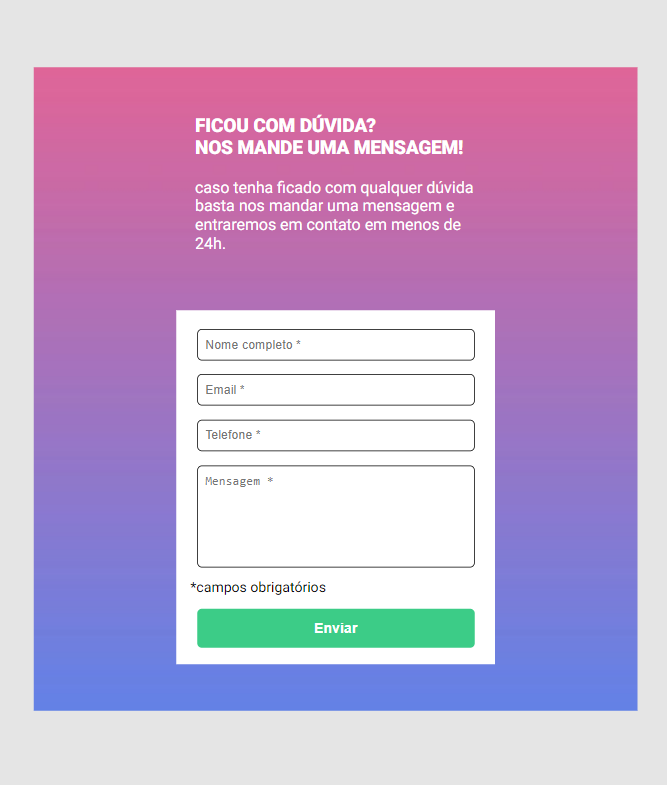 FICOU COM DÚVIDA?
NOS MANDE UMA MENSAGEM!
caso tenha ficado com qualquer dúvida
basta nos mandar uma mensagem e
entraremos em contato em menos de
24h.
Nome completo *
Email *
Telefone *
Mensagem *
*campos obrigatórios
Enviar